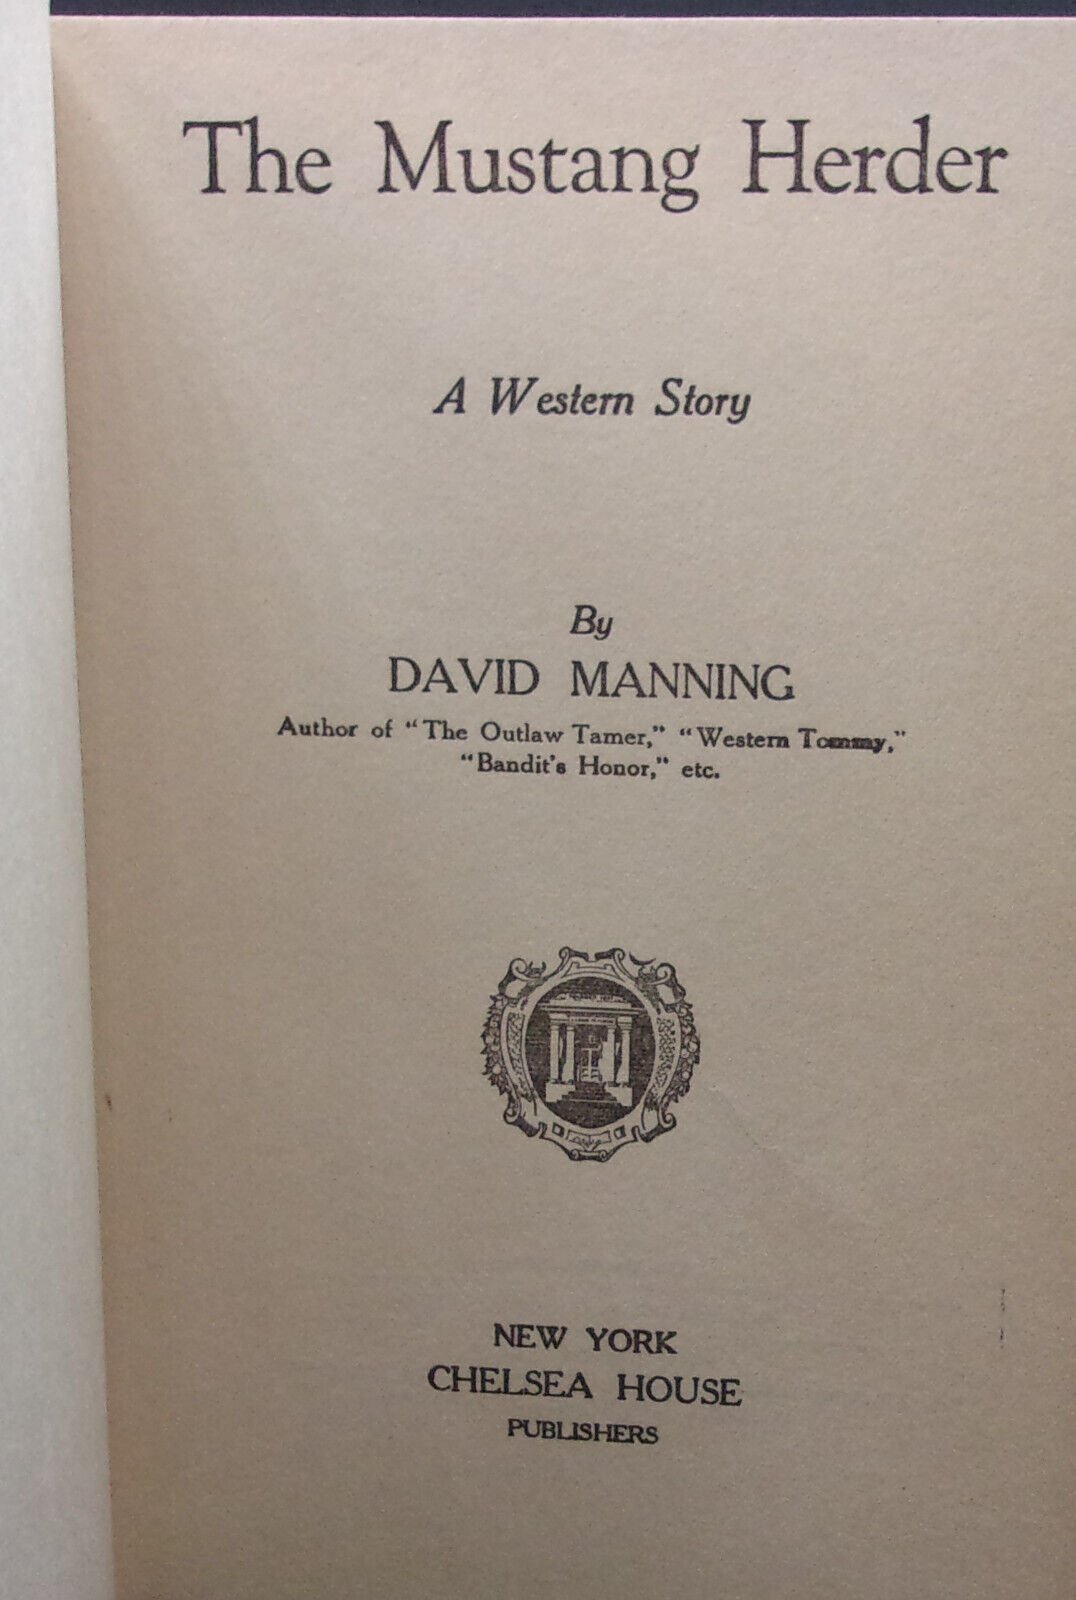 The Mustang Herder
A Western Story
By
DAVID MANNING
Author of "The Outlaw Tamer," "Western Tommy,"
"Bandit's Honor," etc.
NEW YORK
CHELSEA HOUSE
PUBLISHERS